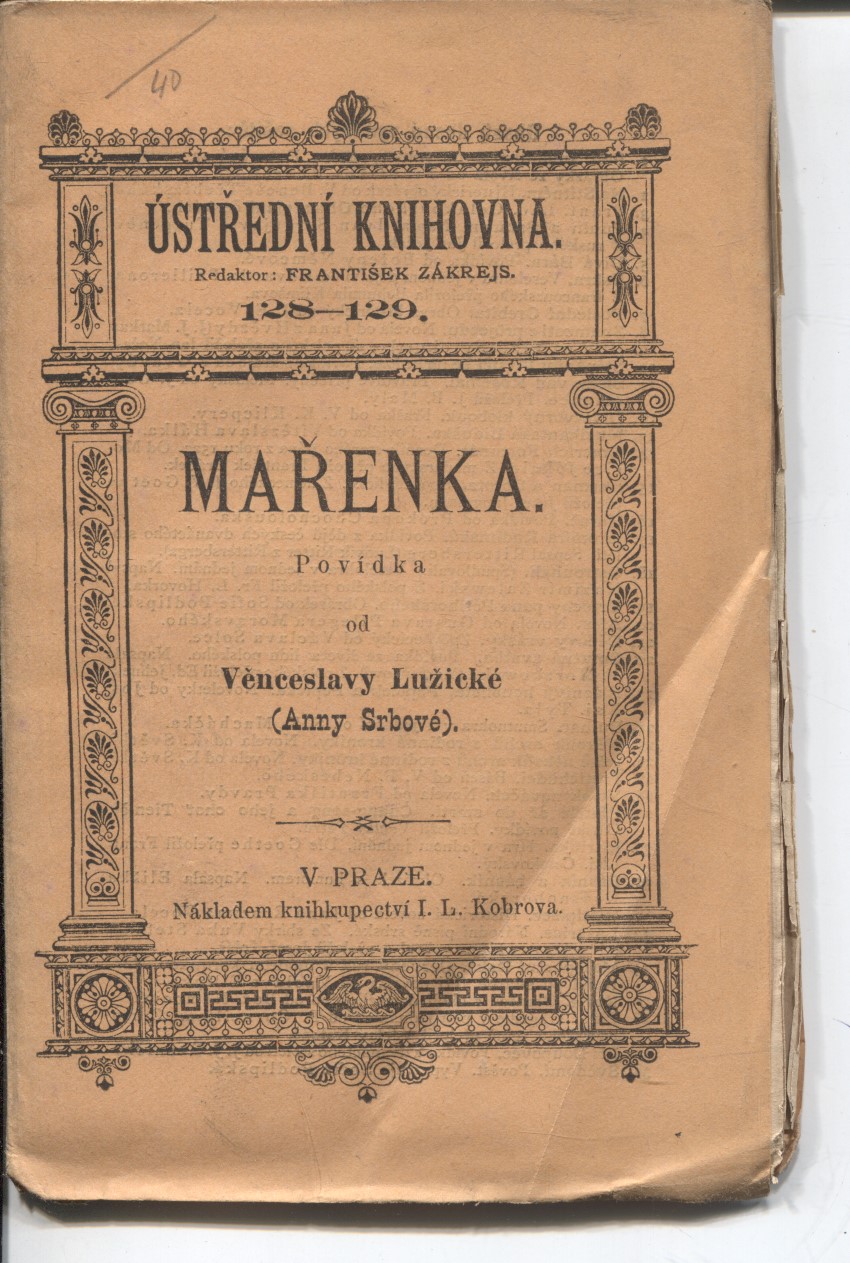 40
ÚSTŘEDNÍ KNIHOVNA.
Redaktor: FRANTIŠEK ZÁKREJS.
128—129.
MAŘENKA.
Povídka
od
Věnceslavy Lužické
(Anny Srbové).
V PRAZE.
Nákladem knihkupectví I. L. Kobrova.